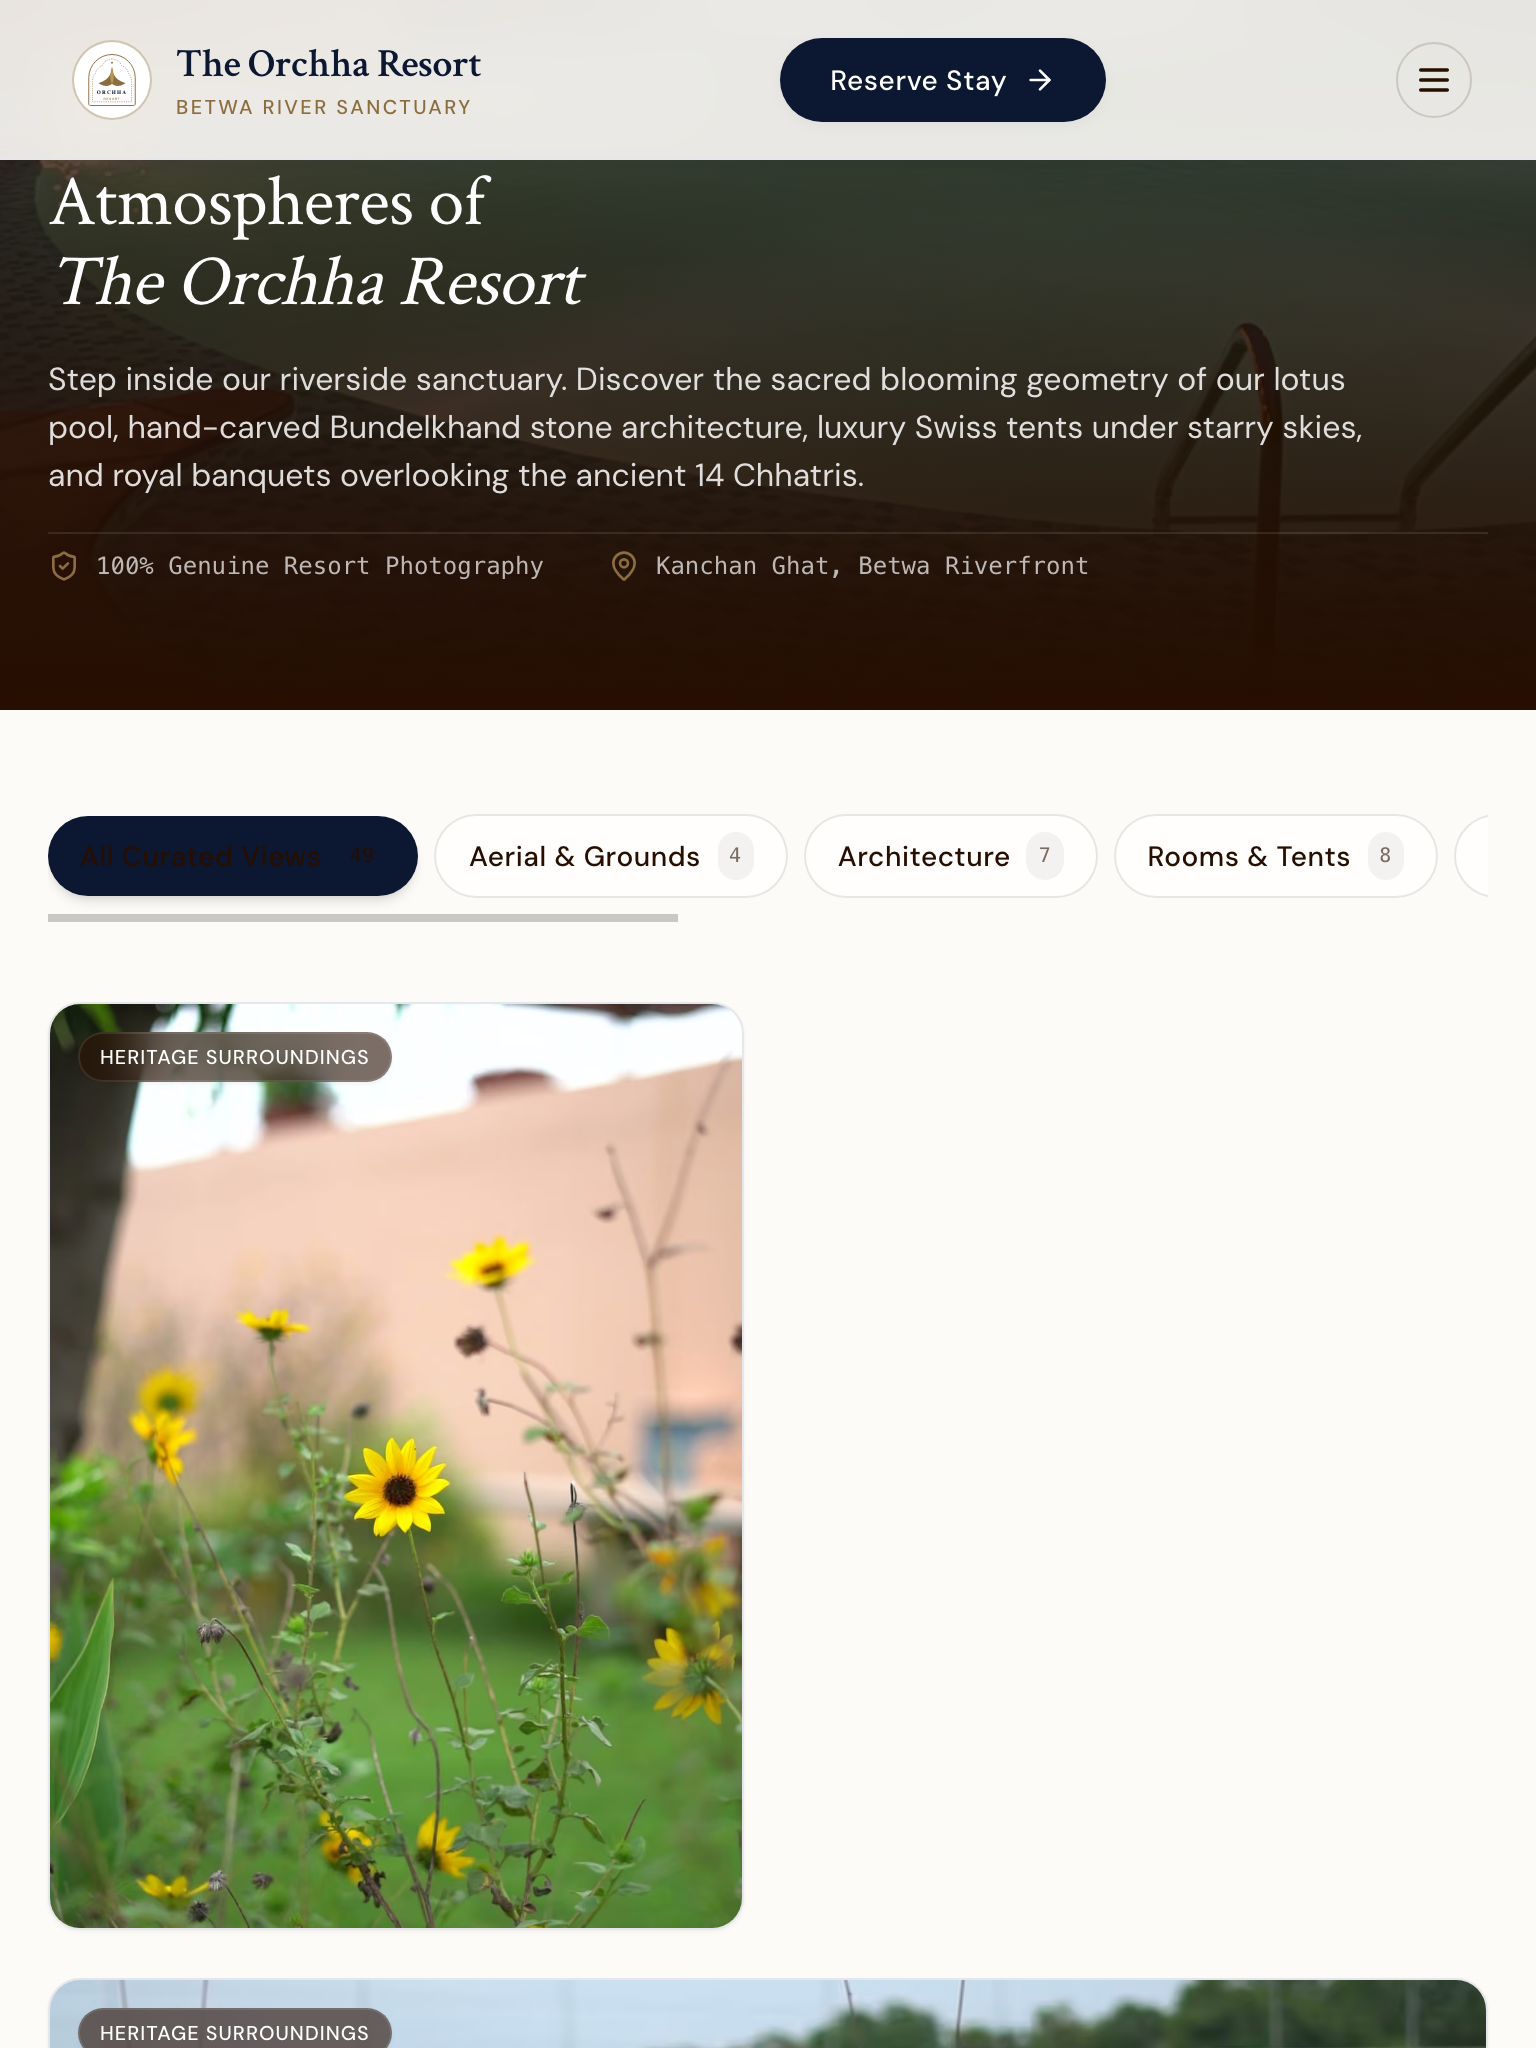 ORCHHA
The Orchha Resort
BETWA RIVER SANCTUARY
Reserve Stay
Atmospheres of
The Orchha Resort
Step inside our riverside sanctuary. Discover the sacred blooming geometry of our lotus
pool, hand-carved Bundelkhand stone architecture, luxury Swiss tents under starry skies,
and royal banquets overlooking the ancient 14 Chhatris.
100% Genuine Resort Photography
Kanchan Ghat, Betwa Riverfront
All Curated Views 49
Aerial & Grounds 4
Architecture 7
Rooms & Tents 8
HERITAGE SURROUNDINGS
HERITAGE SURROUNDINGS